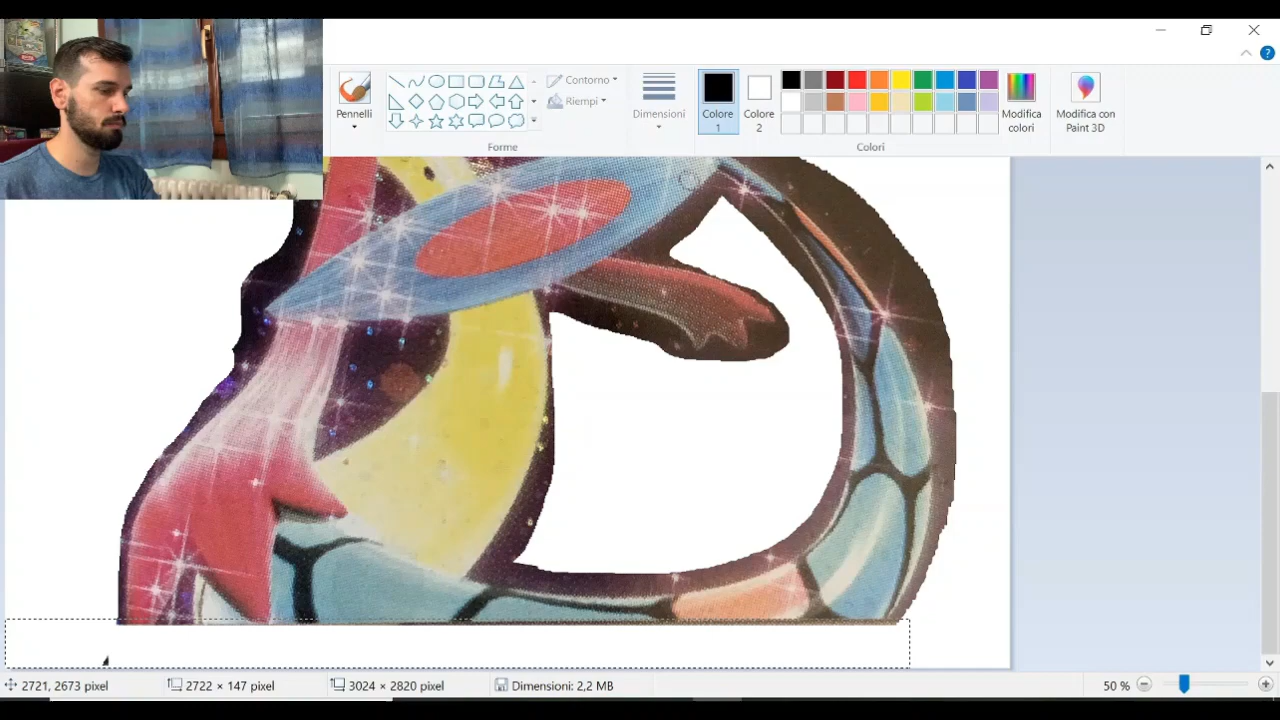 Pennelli
Contorno
Riempi
Forme
Dimensioni
Colore 1
Colore 2
Modifica colori
Colori
Modifica con Paint 3D
2721, 2673 pixel
2722 × 147 pixel
3024 × 2820 pixel
Dimensioni: 2,2 MB
50 %